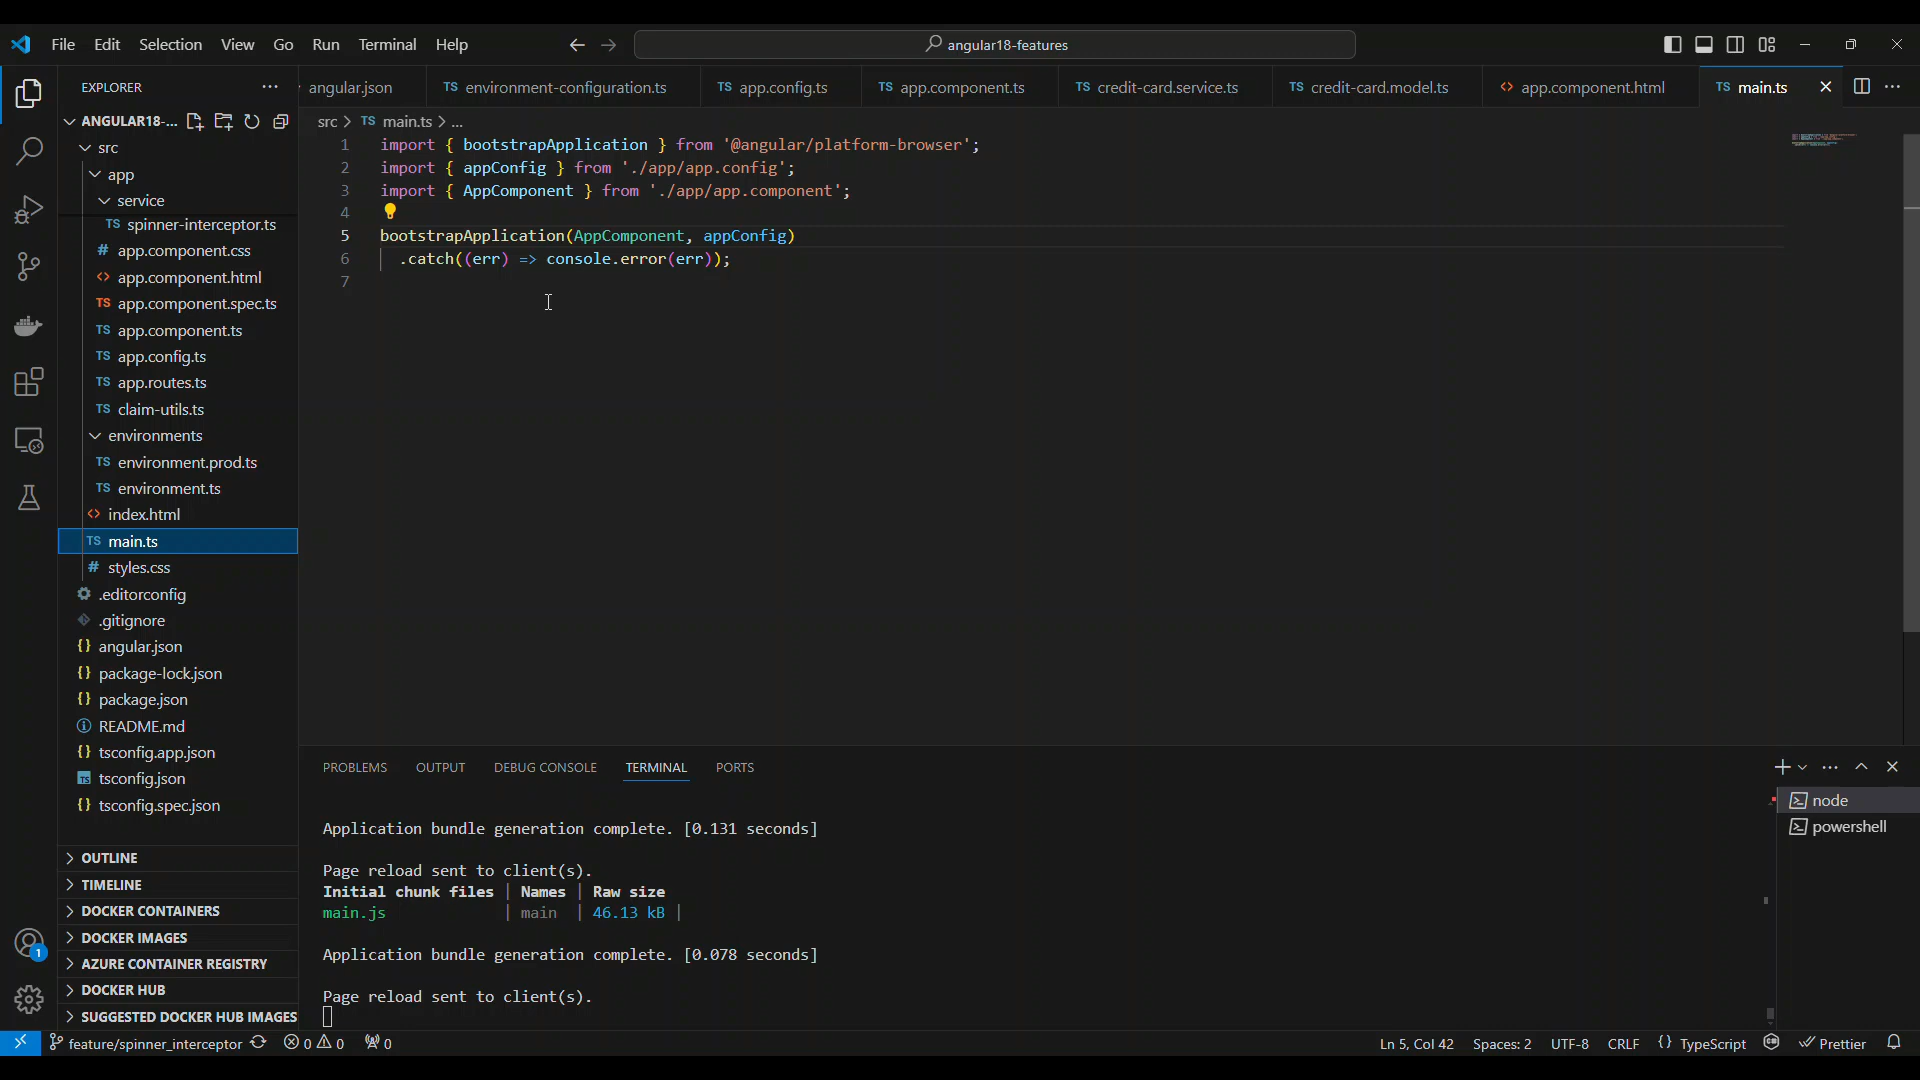 File Edit Selection View Go Run Terminal Help
angular18-features
EXPLORER
angular.json
TS environment-configuration.ts
TS app.config.ts
TS app.component.ts
TS credit-card.service.ts
TS credit-card.model.ts
<> app.component.html
TS main.ts
ANGULAR18-...
src
app
service
TS spinner-interceptor.ts
# app.component.css
<> app.component.html
TS app.component.spec.ts
TS app.component.ts
TS app.config.ts
TS app.routes.ts
TS claim-utils.ts
environments
TS environment.prod.ts
TS environment.ts
<> index.html
TS main.ts
# styles.css
.editorconfig
.gitignore
{} angular.json
{} package-lock.json
{} package.json
README.md
{} tsconfig.app.json
TS tsconfig.json
{} tsconfig.spec.json
OUTLINE
TIMELINE
DOCKER CONTAINERS
DOCKER IMAGES
AZURE CONTAINER REGISTRY
DOCKER HUB
SUGGESTED DOCKER HUB IMAGES
src > TS main.ts > ...
1 import { bootstrapApplication } from '@angular/platform-browser';
2 import { appConfig } from './app/app.config';
3 import { AppComponent } from './app/app.component';
4
5 bootstrapApplication(AppComponent, appConfig)
6 .catch((err) => console.error(err));
7
PROBLEMS OUTPUT DEBUG CONSOLE TERMINAL PORTS
Application bundle generation complete. [0.131 seconds]
Page reload sent to client(s).
Initial chunk files | Names | Raw size
main.js | main | 46.13 kB |
Application bundle generation complete. [0.078 seconds]
Page reload sent to client(s).
node
powershell
1
feature/spinner_interceptor 0 0 0
Ln 5, Col 42 Spaces: 2 UTF-8 CRLF {} TypeScript Prettier